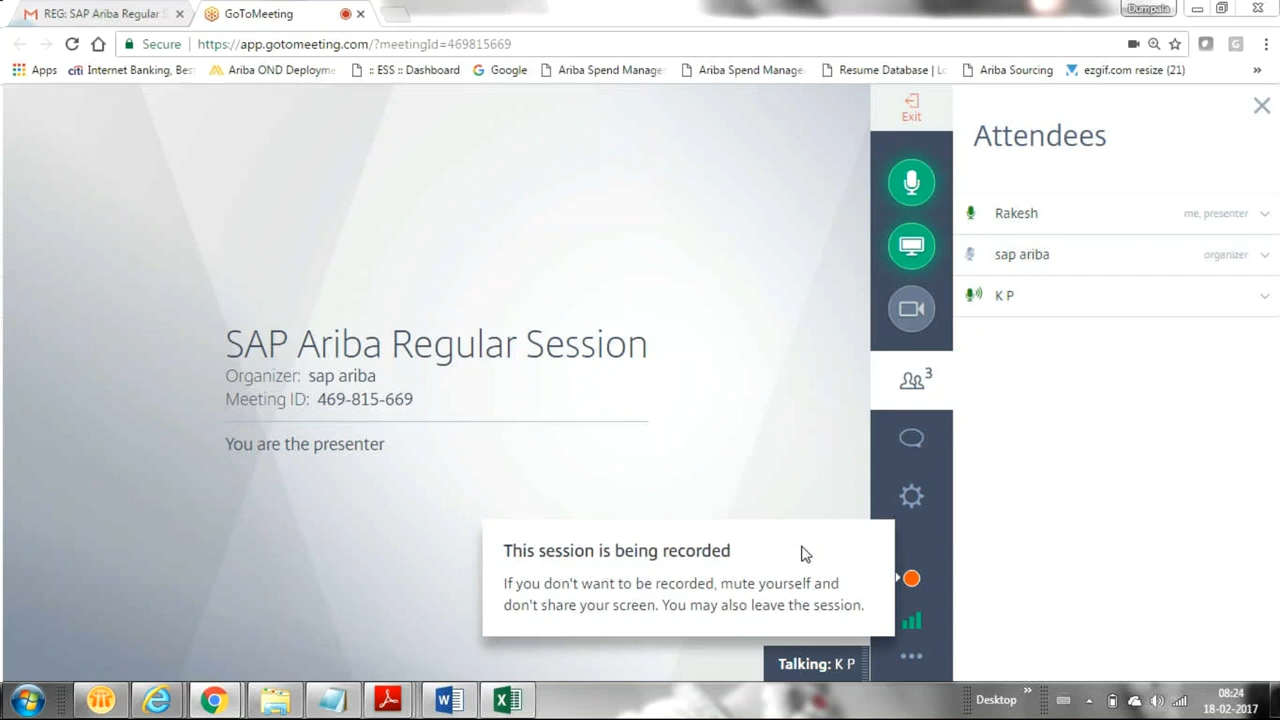 REG: SAP Ariba Regular S
GoToMeeting
Dumpala
Secure
https://app.gotomeeting.com/?meetingId=469815669
Apps
citi Internet Banking, Bes
Ariba OND Deployme
:: ESS :: Dashboard
Google
Ariba Spend Manage
Ariba Spend Manage
Resume Database | Lo
Ariba Sourcing
ezgif.com resize (21)
»
Exit
Attendees
Rakesh
me, presenter
sap ariba
organizer
K P
3
SAP Ariba Regular Session
Organizer: sap ariba
Meeting ID: 469-815-669
You are the presenter
This session is being recorded
If you don't want to be recorded, mute yourself and
don't share your screen. You may also leave the session.
Talking: K P
Desktop
»
08:24
18-02-2017